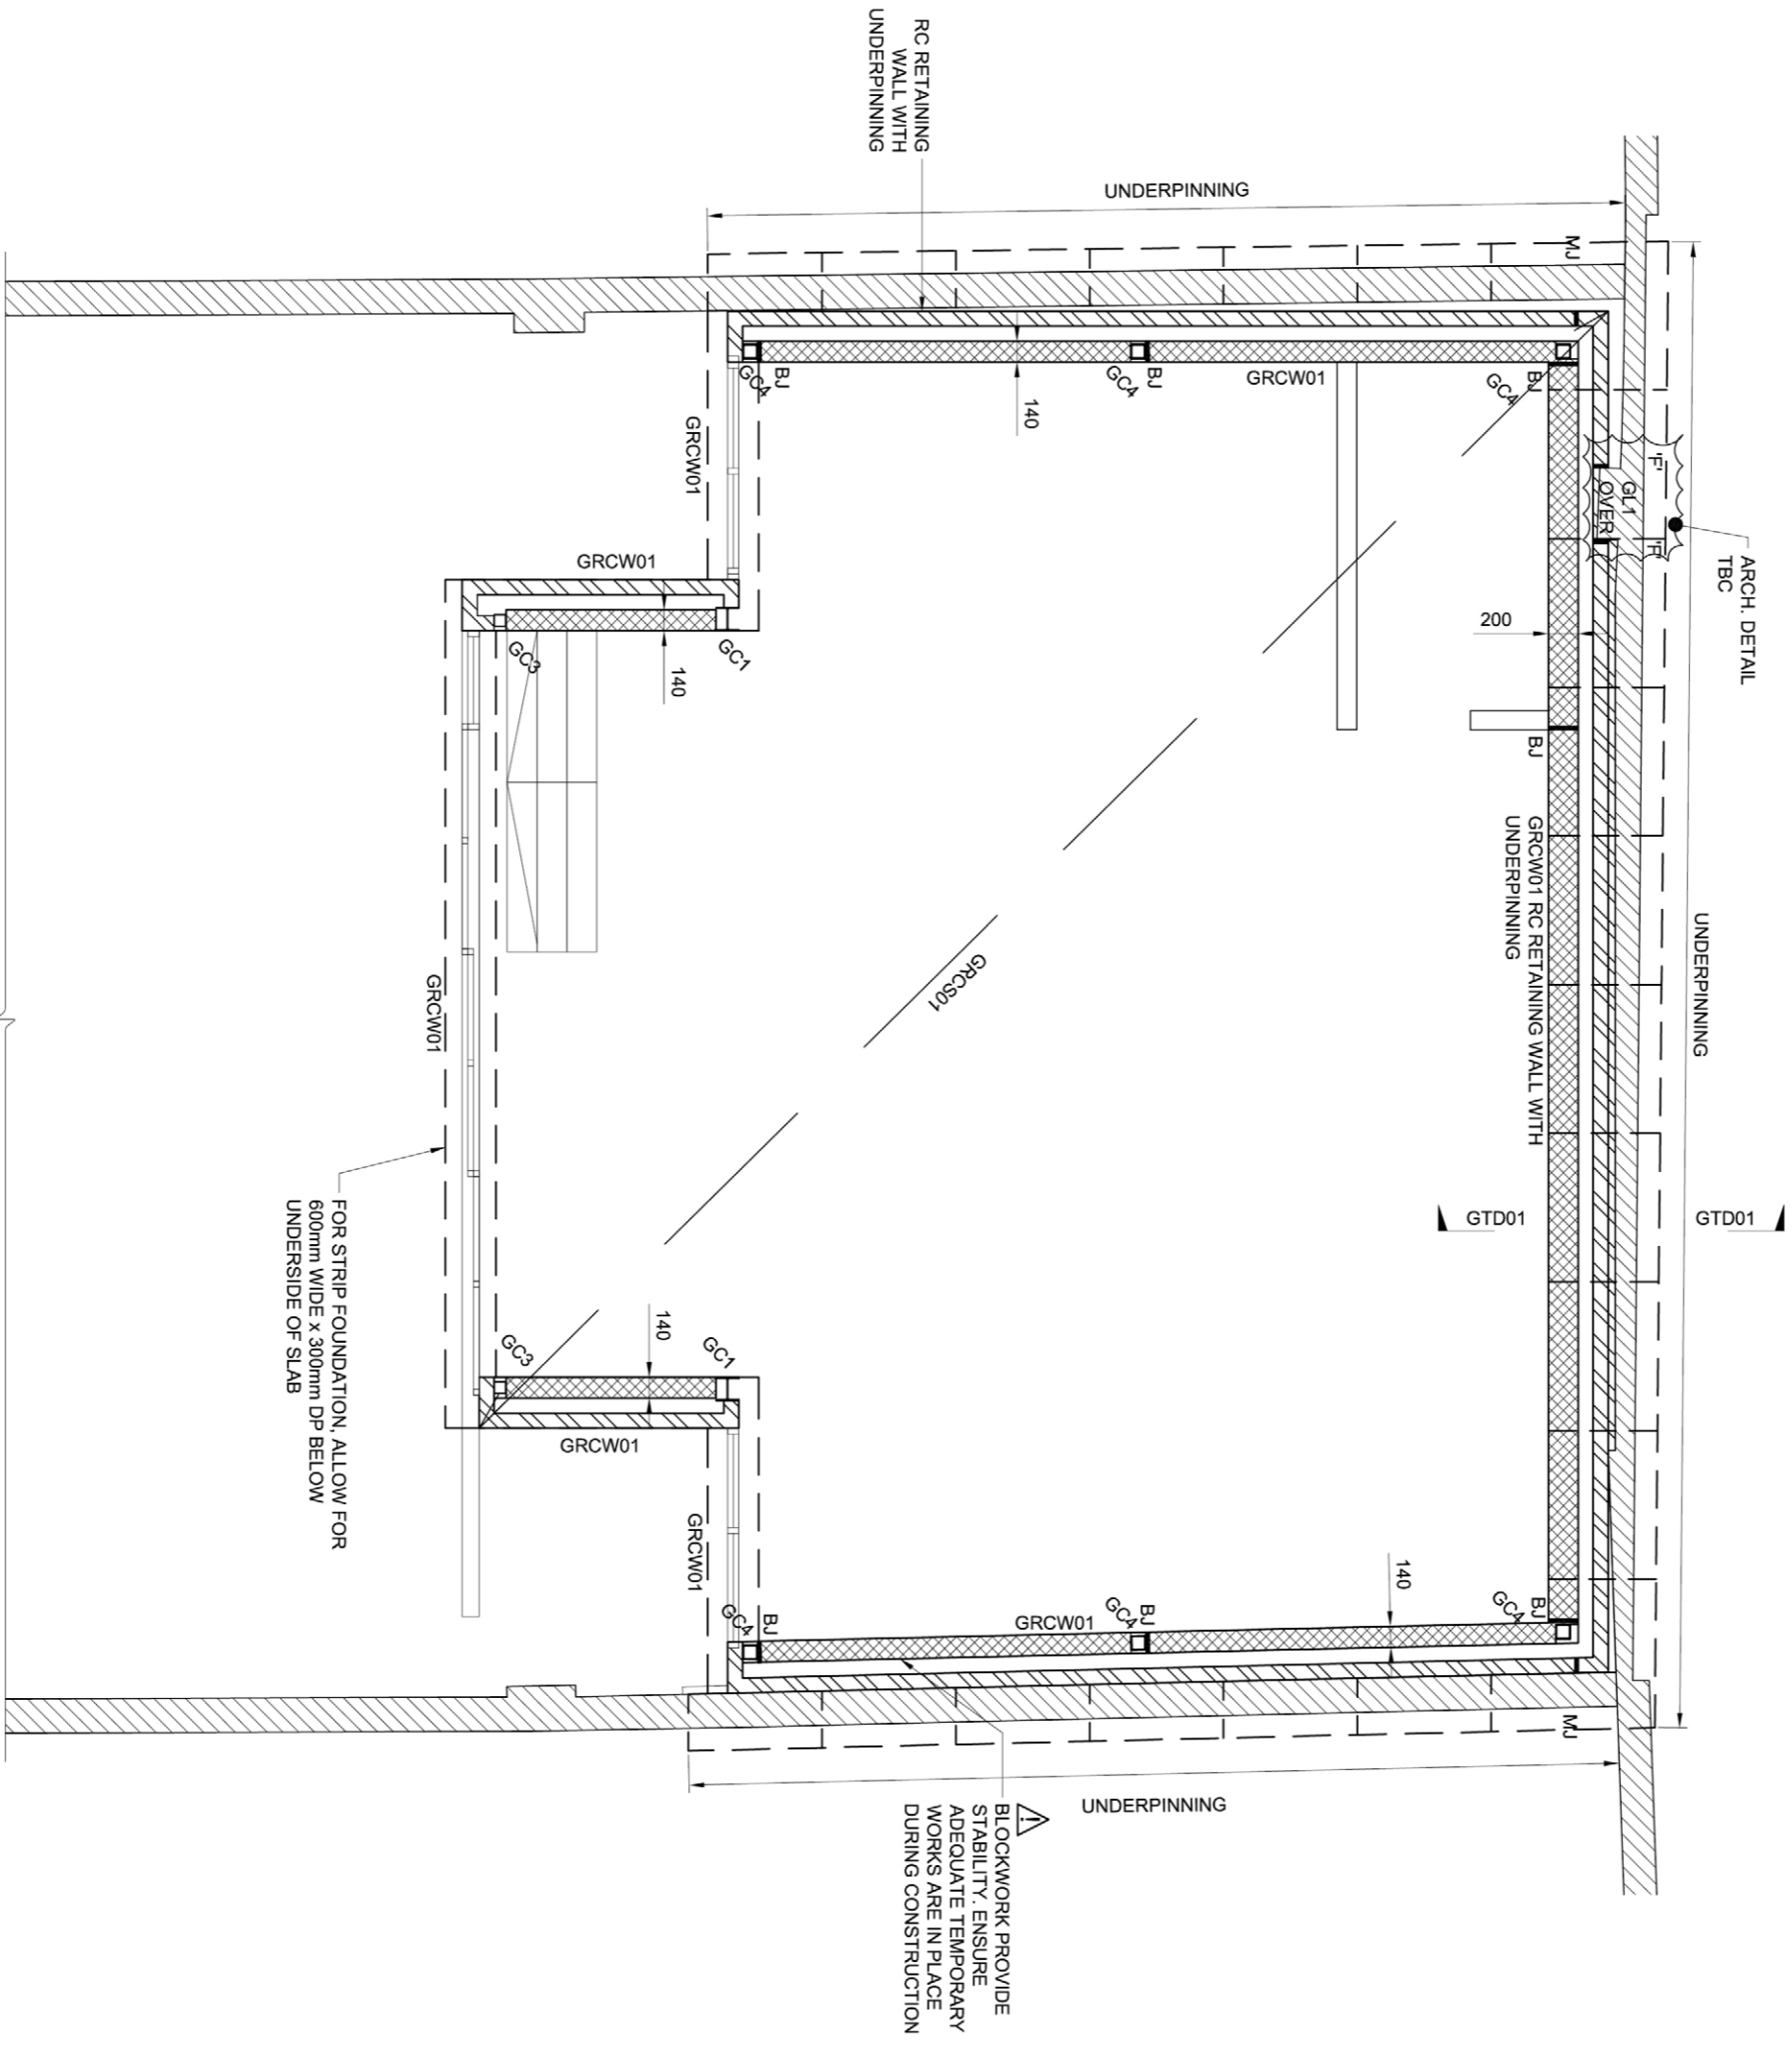 RC RETAINING
WALL WITH
UNDERPINNING
UNDERPINNING
MJ
'F'
'F'
GL1
OVER
ARCH. DETAIL
TBC
BJ
GC4
BJ
GC4
GRCW01
BJ
GC4
140
GRCW01
200
GRCW01
GC3
GC1
140
BJ
GRCW01 RC RETAINING WALL WITH
UNDERPINNING
UNDERPINNING
GRCS01
GRCW01
GTD01
GTD01
FOR STRIP FOUNDATION, ALLOW FOR
600mm WIDE x 300mm DP BELOW
UNDERSIDE OF SLAB
GC3
140
GC1
GRCW01
GRCW01
140
BJ
GC4
GRCW01
BJ
GC4
BJ
GC4
MJ
UNDERPINNING
BLOCKWORK PROVIDE
STABILITY. ENSURE
ADEQUATE TEMPORARY
WORKS ARE IN PLACE
DURING CONSTRUCTION